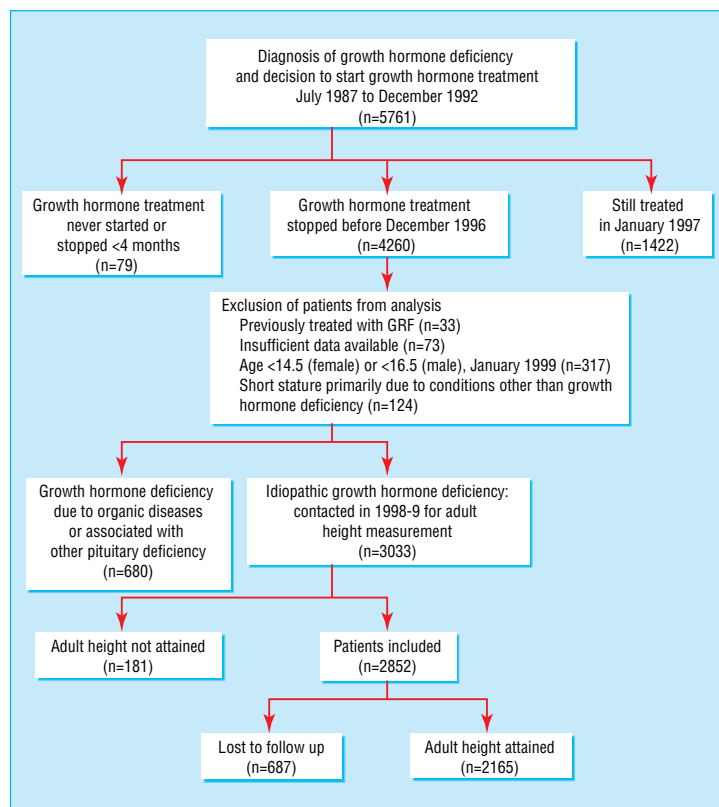 Diagnosis of growth hormone deficiency
and decision to start growth hormone treatment
July 1987 to December 1992
(n=5761)
Growth hormone treatment
never started or
stopped <4 months
(n=79)
Growth hormone treatment
stopped before December 1996
(n=4260)
Still treated
in January 1997
(n=1422)
Exclusion of patients from analysis
Previously treated with GRF (n=33)
Insufficient data available (n=73)
Age <14.5 (female) or <16.5 (male), January 1999 (n=317)
Short stature primarily due to conditions other than growth
hormone deficiency (n=124)
Growth hormone deficiency
due to organic diseases
or associated with
other pituitary deficiency
(n=680)
Idiopathic growth hormone deficiency:
contacted in 1998-9 for adult
height measurement
(n=3033)
Adult height not attained
(n=181)
Patients included
(n=2852)
Lost to follow up
(n=687)
Adult height attained
(n=2165)